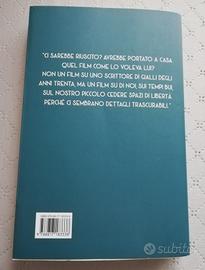 "CI SAREBBE RIUSCITO? AVREBBE PORTATO A CASA
QUEL FILM COME LO VOLEVA LUI?
NON UN FILM SU UNO SCRITTORE DI GIALLI DEGLI
ANNI TRENTA, MA UN FILM SU DI NOI, SUI TEMPI BUI,
SUL NOSTRO PICCOLO CEDERE SPAZI DI LIBERTÀ
PERCHÉ CI SEMBRANO DETTAGLI TRASCURABILI."
subito